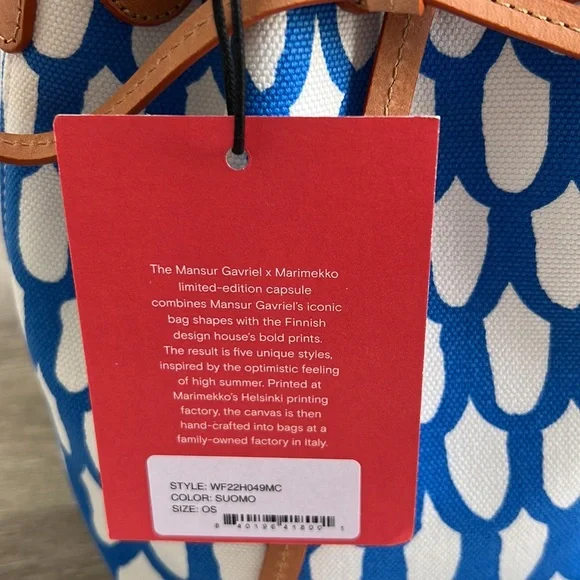 The Mansur Gavriel x Marimekko
limited-edition capsule
combines Mansur Gavriel's iconic
bag shapes with the Finnish
design house's bold prints.
The result is five unique styles,
inspired by the optimistic feeling
of high summer. Printed at
Marimekko's Helsinki printing
factory, the canvas is then
hand-crafted into bags at a
family-owned factory in Italy.
STYLE: WF22H049MC
COLOR: SUOMO
SIZE: OS